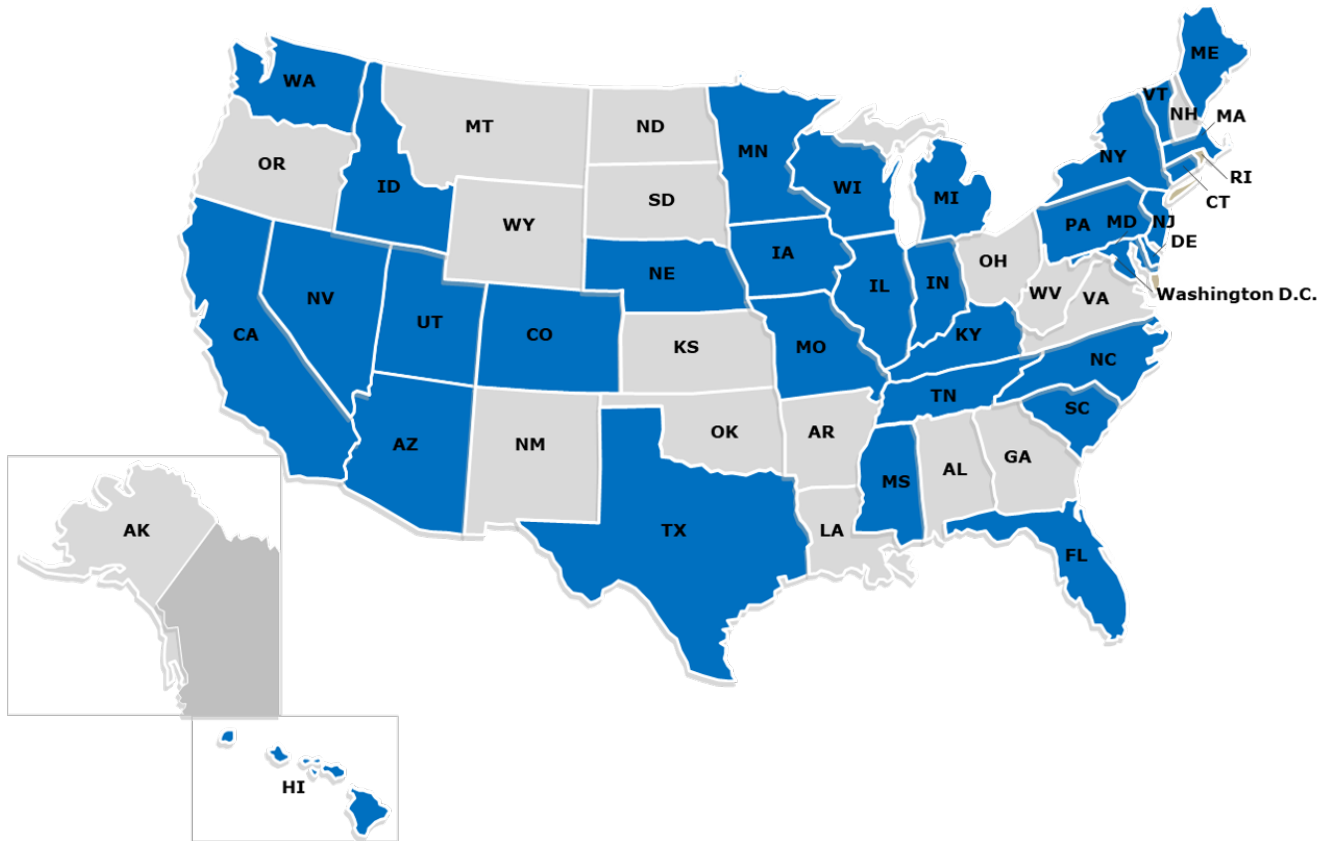 ME
WA
VT
NH
MA
MT
ND
MN
NY
OR
ID
WI
MI
RI
SD
CT
WY
PA
MD
NJ
DE
IA
OH
NE
IL
IN
WV
VA
Washington D.C.
NV
UT
CO
CA
KS
MO
KY
NC
TN
SC
AZ
NM
OK
AR
GA
AL
MS
AK
TX
LA
FL
HI